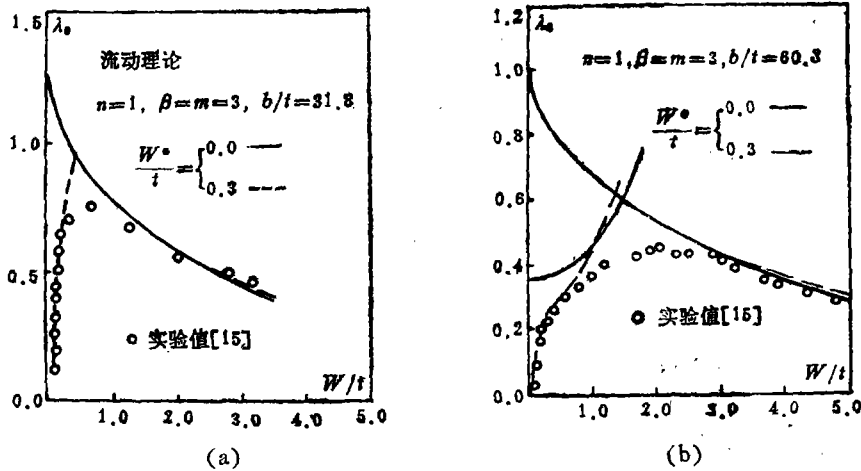 1.5
λ₀
流动理论
n=1, β=m=3, b/t=31.8
W°/t={0.0 —
0.3 ---
1.0
0.5
○ 实验值[15]
W/t
0.0
1.0 2.0 3.0 4.0 5.0
(a)
1.2
n=1,β=m=3,b/t=60.3
1.0
W°/t={0.0 —
0.3 —
0.8
0.6
0.4
○ 实验值[15]
0.2
W/t
0.0
1.0 2.0 3.0 4.0 5.0
(b)